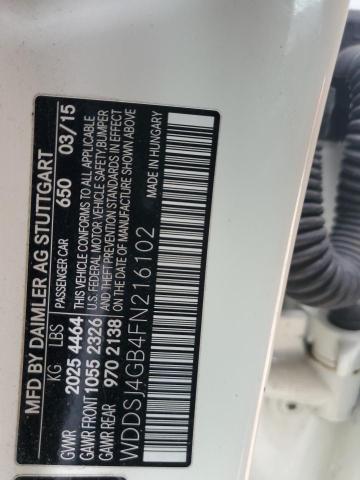 MFD BY DAIMLER AG STUTTGART
PASSENGER CAR 650 03/15
KG LBS
THIS VEHICLE CONFORMS TO ALL APPLICABLE
U.S. FEDERAL MOTOR VEHICLE SAFETY, BUMPER
AND THEFT PREVENTION STANDARDS IN EFFECT
ON THE DATE OF MANUFACTURE SHOWN ABOVE
GVWR 2025 4464
GAWR FRONT 1055 2326
GAWR REAR 970 2138
MADE IN HUNGARY
WDDSJ4GB4FN216102